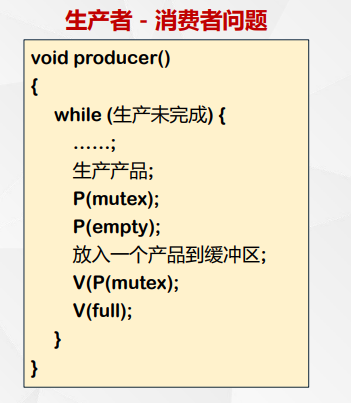 生产者 - 消费者问题
void producer()
{
while (生产未完成) {
……;
生产产品;
P(mutex);
P(empty);
放入一个产品到缓冲区;
V(P(mutex);
V(full);
}
}